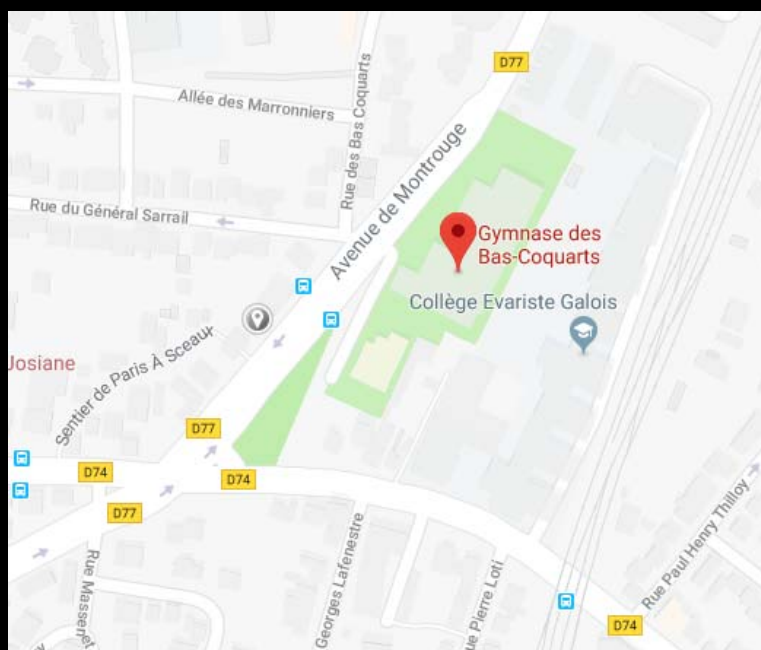 D77
Allée des Marronniers
Rue des Bas Coquarts
Avenue de Montrouge
Rue du Général Sarrail
Gymnase des
Bas-Coquarts
Collège Evariste Galois
Josiane
Sentier de Paris À Sceaux
D77
D74
D74
D77
Rue Massenet
Georges Lafenestre
ue Pierre Loti
Rue Paul Henry Thilloy
D74